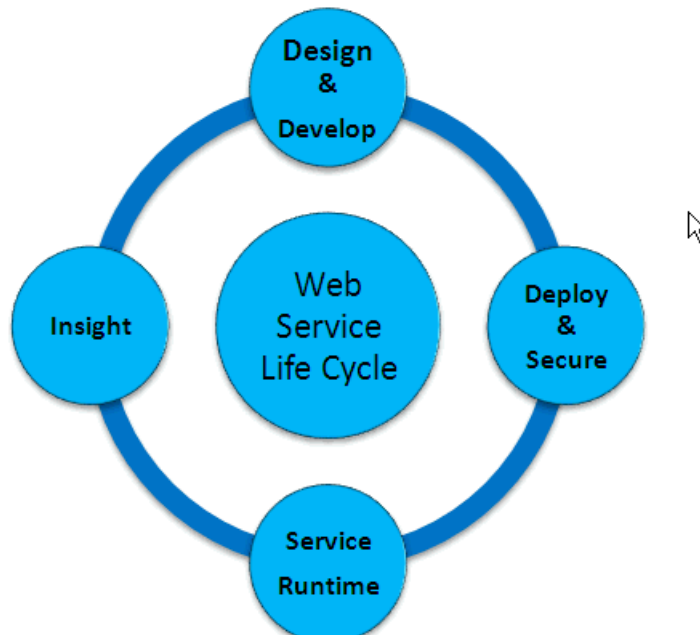 Design
&
Develop
Web
Service
Life Cycle
Insight
Deploy
&
Secure
Service
Runtime